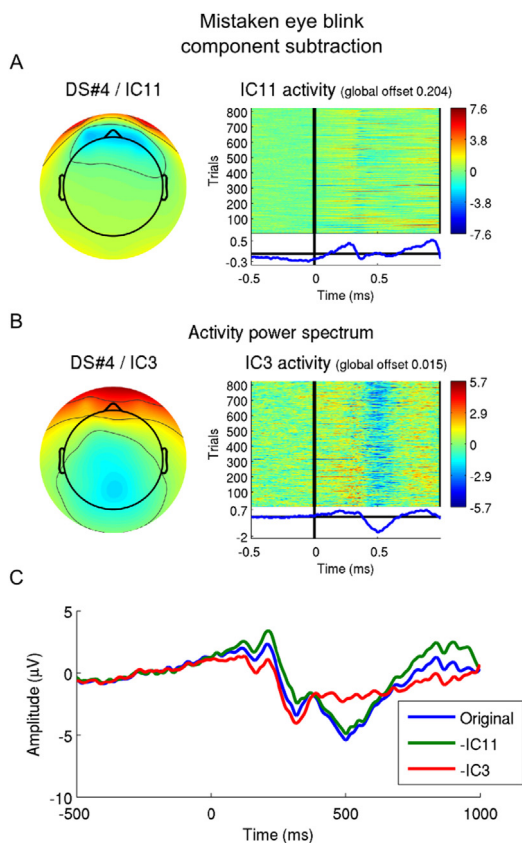 Mistaken eye blink
component subtraction
A
DS#4 / IC11
IC11 activity (global offset 0.204)
Trials
800
700
600
500
400
300
200
100
7.6
3.8
0
-3.8
-7.6
0.5
-0.3
-0.5 0 0.5
Time (ms)
B
Activity power spectrum
DS#4 / IC3
IC3 activity (global offset 0.015)
Trials
800
700
600
500
400
300
200
100
5.7
2.9
0
-2.9
-5.7
0.7
-2
-0.5 0 0.5
Time (ms)
C
Amplitude (µV)
5
0
-5
-10
Original
-IC11
-IC3
-500 0 500 1000
Time (ms)